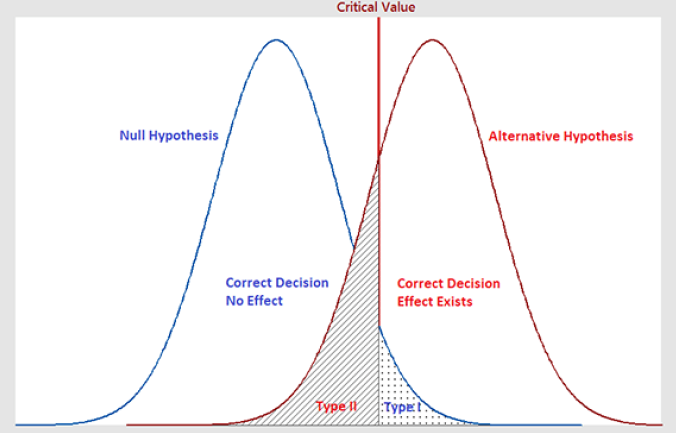 Critical Value
Null Hypothesis
Alternative Hypothesis
Correct Decision
No Effect
Correct Decision
Effect Exists
Type II
Type I